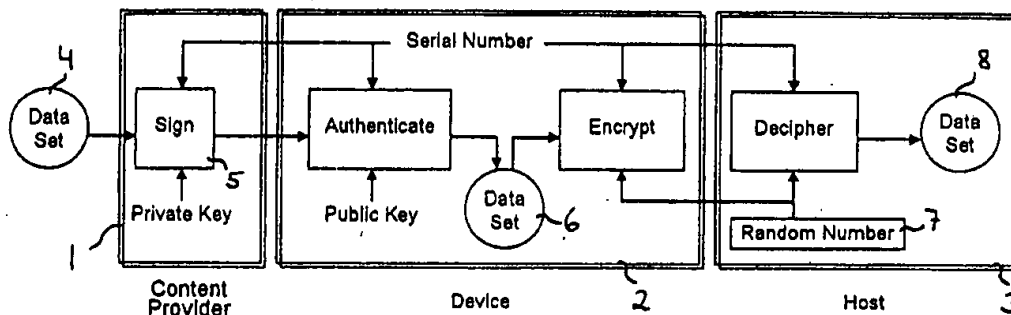 Serial Number
4
8
Data
Set
Sign
Authenticate
Encrypt
Decipher
Data
Set
5
Private Key
Public Key
Data
Set
6
7
Random Number
1
2
3
Content
Provider
Device
Host